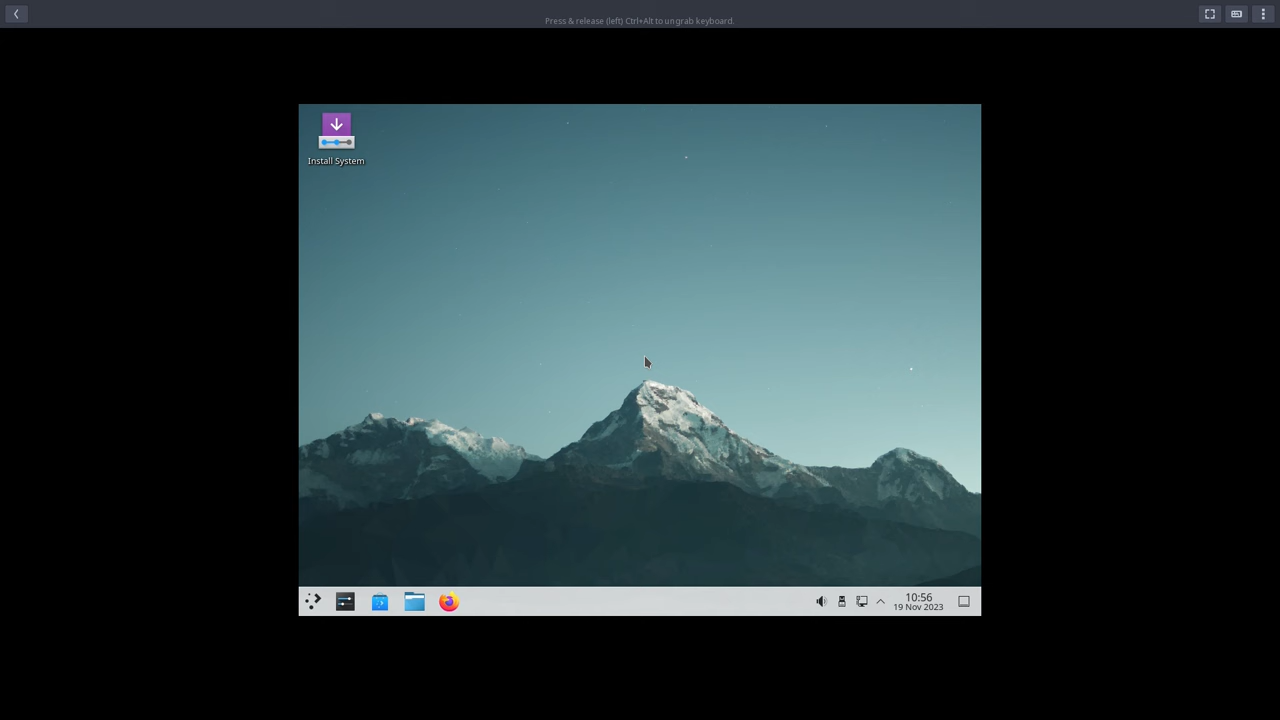 Press & release (left) Ctrl+Alt to ungrab keyboard.
Install System
10:56
19 Nov 2023